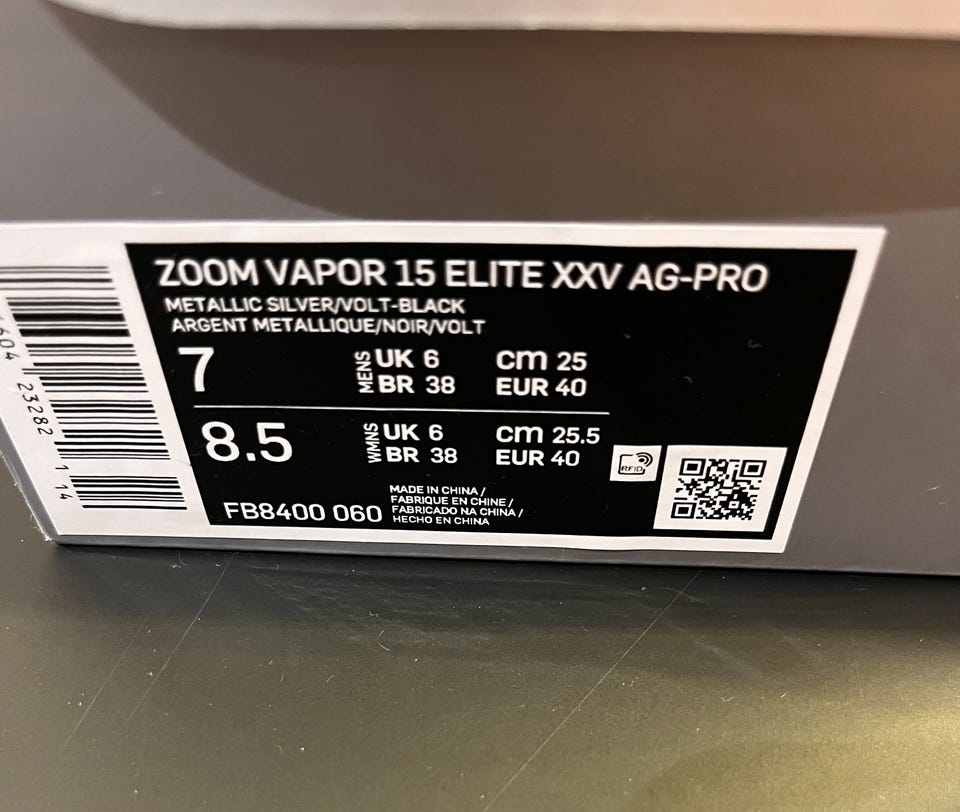 ZOOM VAPOR 15 ELITE XXV AG-PRO
METALLIC SILVER/VOLT-BLACK
ARGENT METALLIQUE/NOIR/VOLT
7 MENS UK 6 cm 25
BR 38 EUR 40
8.5 WMNS UK 6 cm 25.5
BR 38 EUR 40
RFID
FB8400 060
MADE IN CHINA /
FABRIQUE EN CHINE /
FABRICADO NA CHINA /
HECHO EN CHINA
23282 114